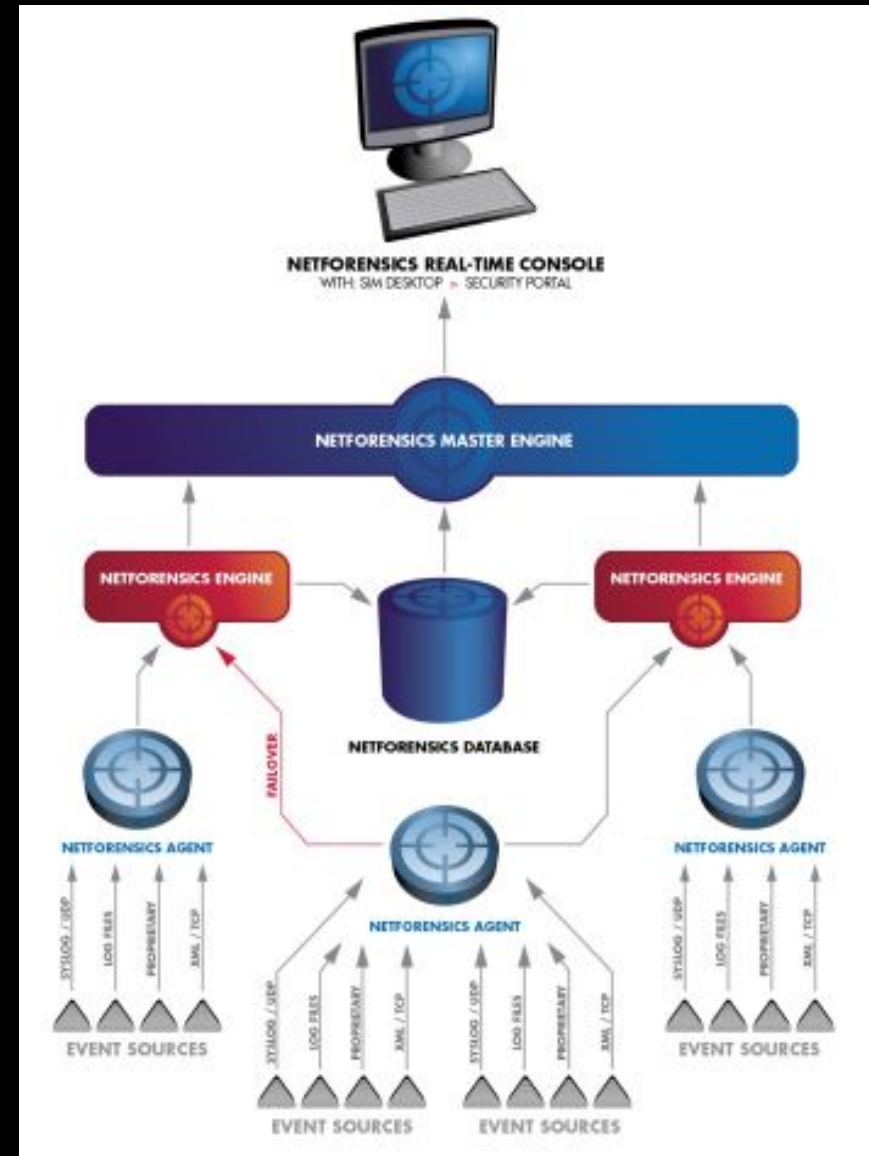 NETFORENSICS REAL-TIME CONSOLE
WITH: SIM DESKTOP » SECURITY PORTAL
NETFORENSICS MASTER ENGINE
NETFORENSICS ENGINE
NETFORENSICS ENGINE
NETFORENSICS DATABASE
FAILOVER
NETFORENSICS AGENT
NETFORENSICS AGENT
NETFORENSICS AGENT
SYSLOG / UDP
LOG FILES
PROPRIETARY
XML / TCP
EVENT SOURCES
SYSLOG / UDP
LOG FILES
PROPRIETARY
XML / TCP
EVENT SOURCES
SYSLOG / UDP
LOG FILES
PROPRIETARY
XML / TCP
EVENT SOURCES
SYSLOG / UDP
LOG FILES
PROPRIETARY
XML / TCP
EVENT SOURCES